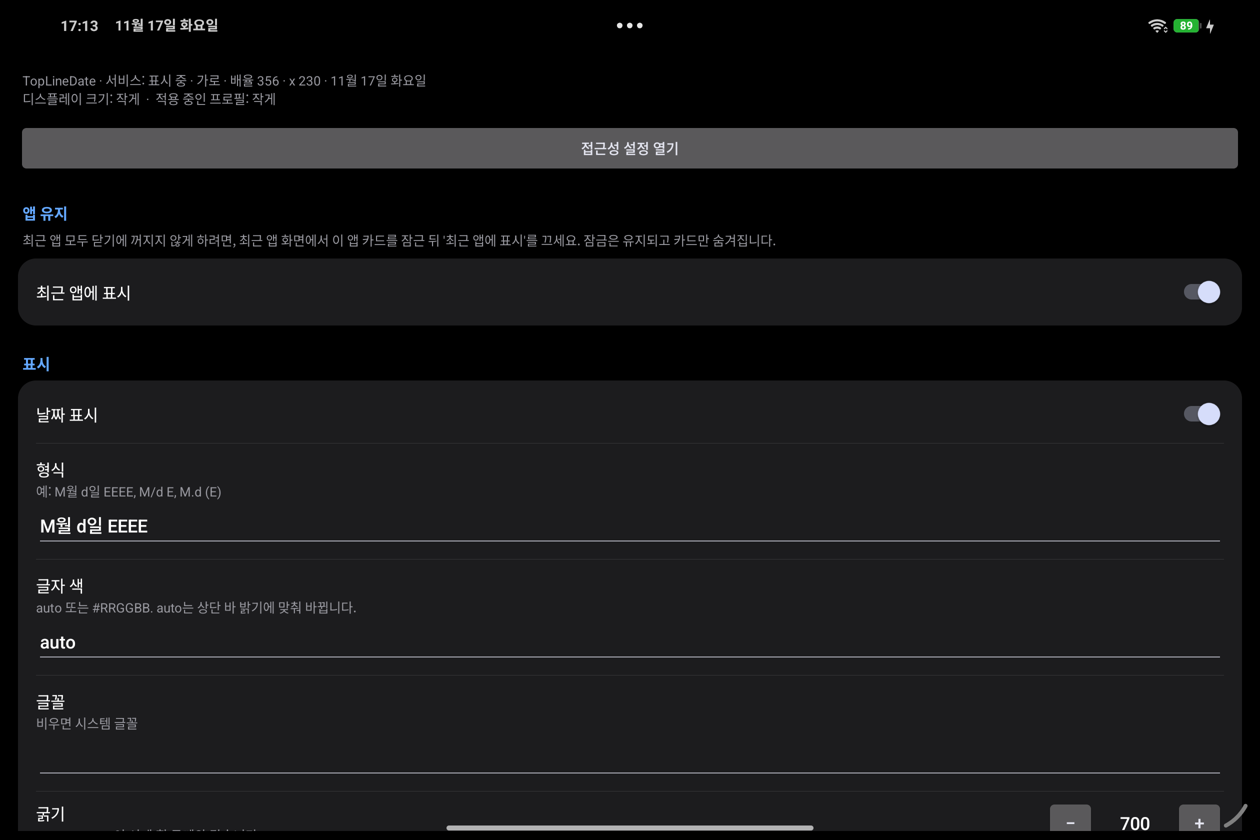 17:13 11월 17일 화요일
89
TopLineDate · 서비스: 표시 중 · 가로 · 배율 356 · x 230 · 11월 17일 화요일
디스플레이 크기: 작게 · 적용 중인 프로필: 작게
접근성 설정 열기
앱 유지
최근 앱 모두 닫기에 꺼지지 않게 하려면, 최근 앱 화면에서 이 앱 카드를 잠근 뒤 '최근 앱에 표시'를 끄세요. 잠금은 유지되고 카드만 숨겨집니다.
최근 앱에 표시
표시
날짜 표시
형식
예: M월 d일 EEEE, M/d E, M.d (E)
M월 d일 EEEE
글자 색
auto 또는 #RRGGBB. auto는 상단 바 밝기에 맞춰 바뀝니다.
auto
글꼴
비우면 시스템 글꼴
굵기
− 700 +